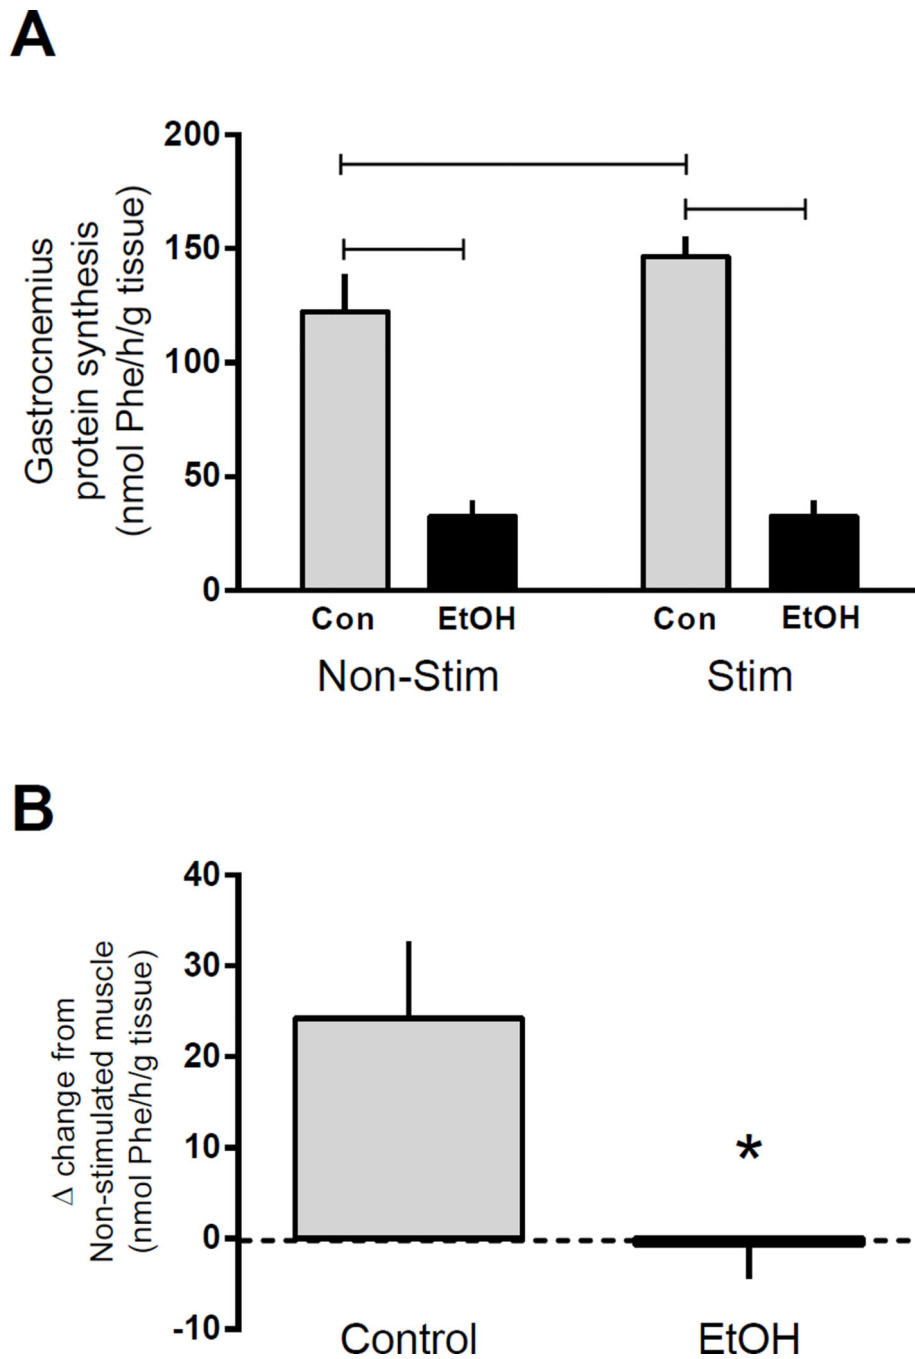 A
Gastrocnemius
protein synthesis
(nmol Phe/h/g tissue)
200
150
100
50
0
Con EtOH Con EtOH
Non-Stim Stim
B
Δ change from
Non-stimulated muscle
(nmol Phe/h/g tissue)
40
30
20
10
0
-10
*
Control EtOH